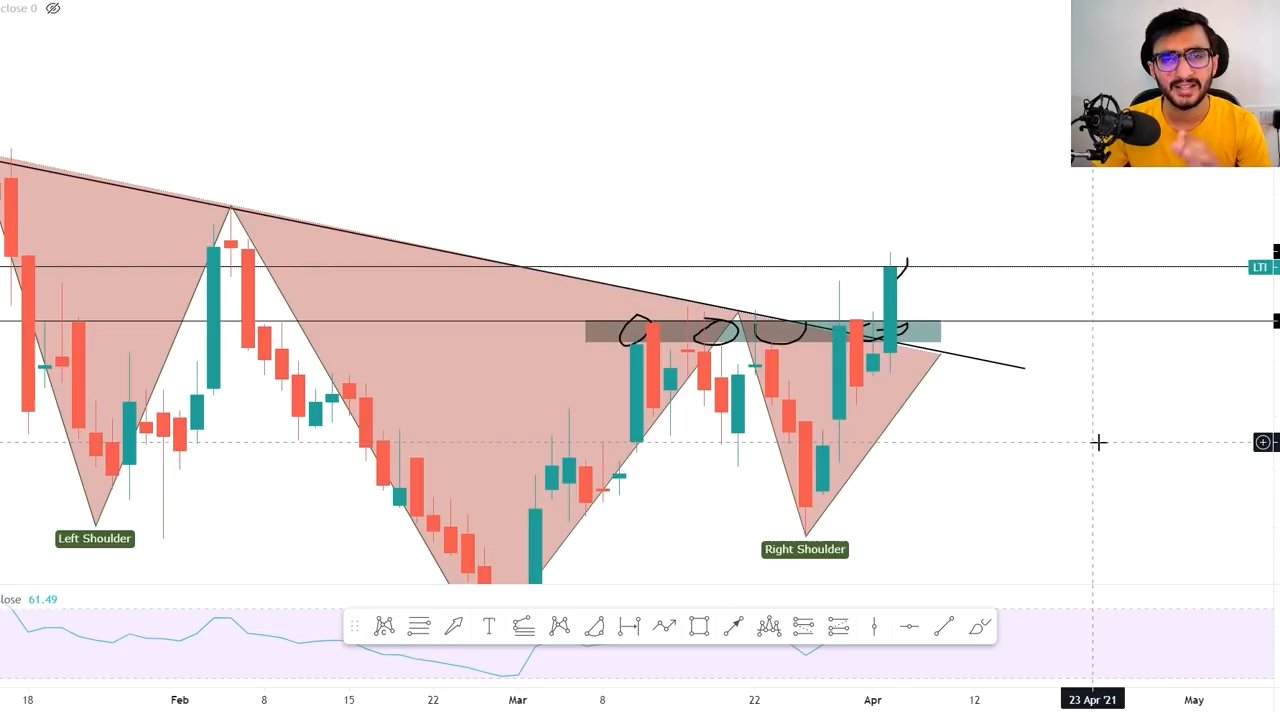 close 0
LTI
Left Shoulder
Right Shoulder
lose 61.49
18 Feb 8 15 22 Mar 8 22 Apr 12 23 Apr '21 May